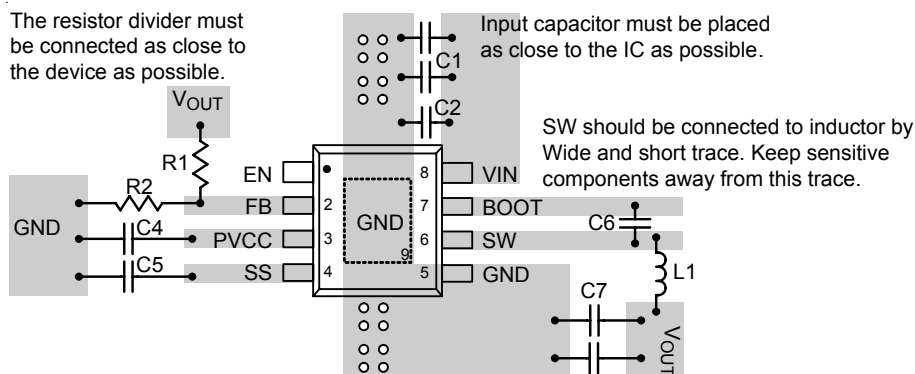 The resistor divider must
be connected as close to
the device as possible.
Input capacitor must be placed
as close to the IC as possible.
C1
C2
VOUT
SW should be connected to inductor by
Wide and short trace. Keep sensitive
components away from this trace.
R1
EN
8
VIN
R2
FB
2
7
BOOT
GND
GND
C6
C4
PVCC
3
6
SW
9
C5
SS
4
5
GND
L1
C7
VOUT